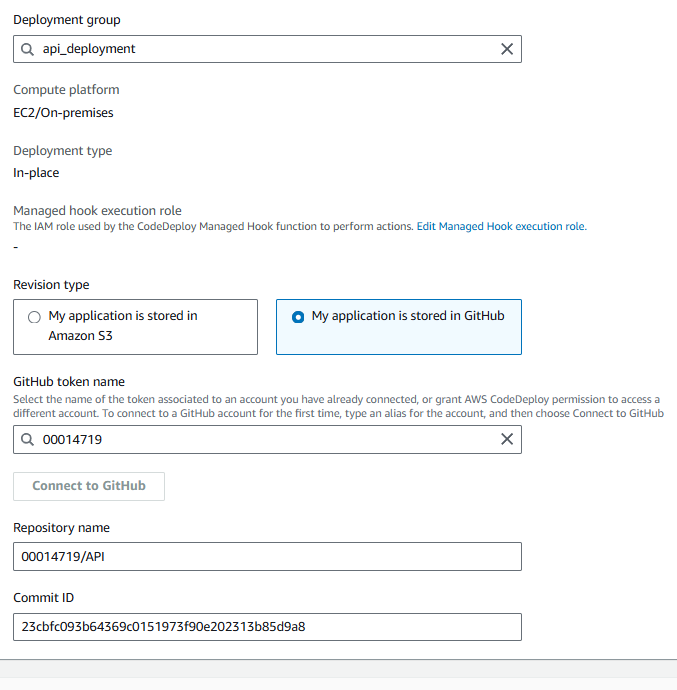 Deployment group
api_deployment
Compute platform
EC2/On-premises
Deployment type
In-place
Managed hook execution role
The IAM role used by the CodeDeploy Managed Hook function to perform actions. Edit Managed Hook execution role.
-
Revision type
My application is stored in
Amazon S3
My application is stored in GitHub
GitHub token name
Select the name of the token associated to an account you have already connected, or grant AWS CodeDeploy permission to access a
different account. To connect to a GitHub account for the first time, type an alias for the account, and then choose Connect to GitHub
00014719
Connect to GitHub
Repository name
00014719/API
Commit ID
23cbfc093b64369c0151973f90e202313b85d9a8